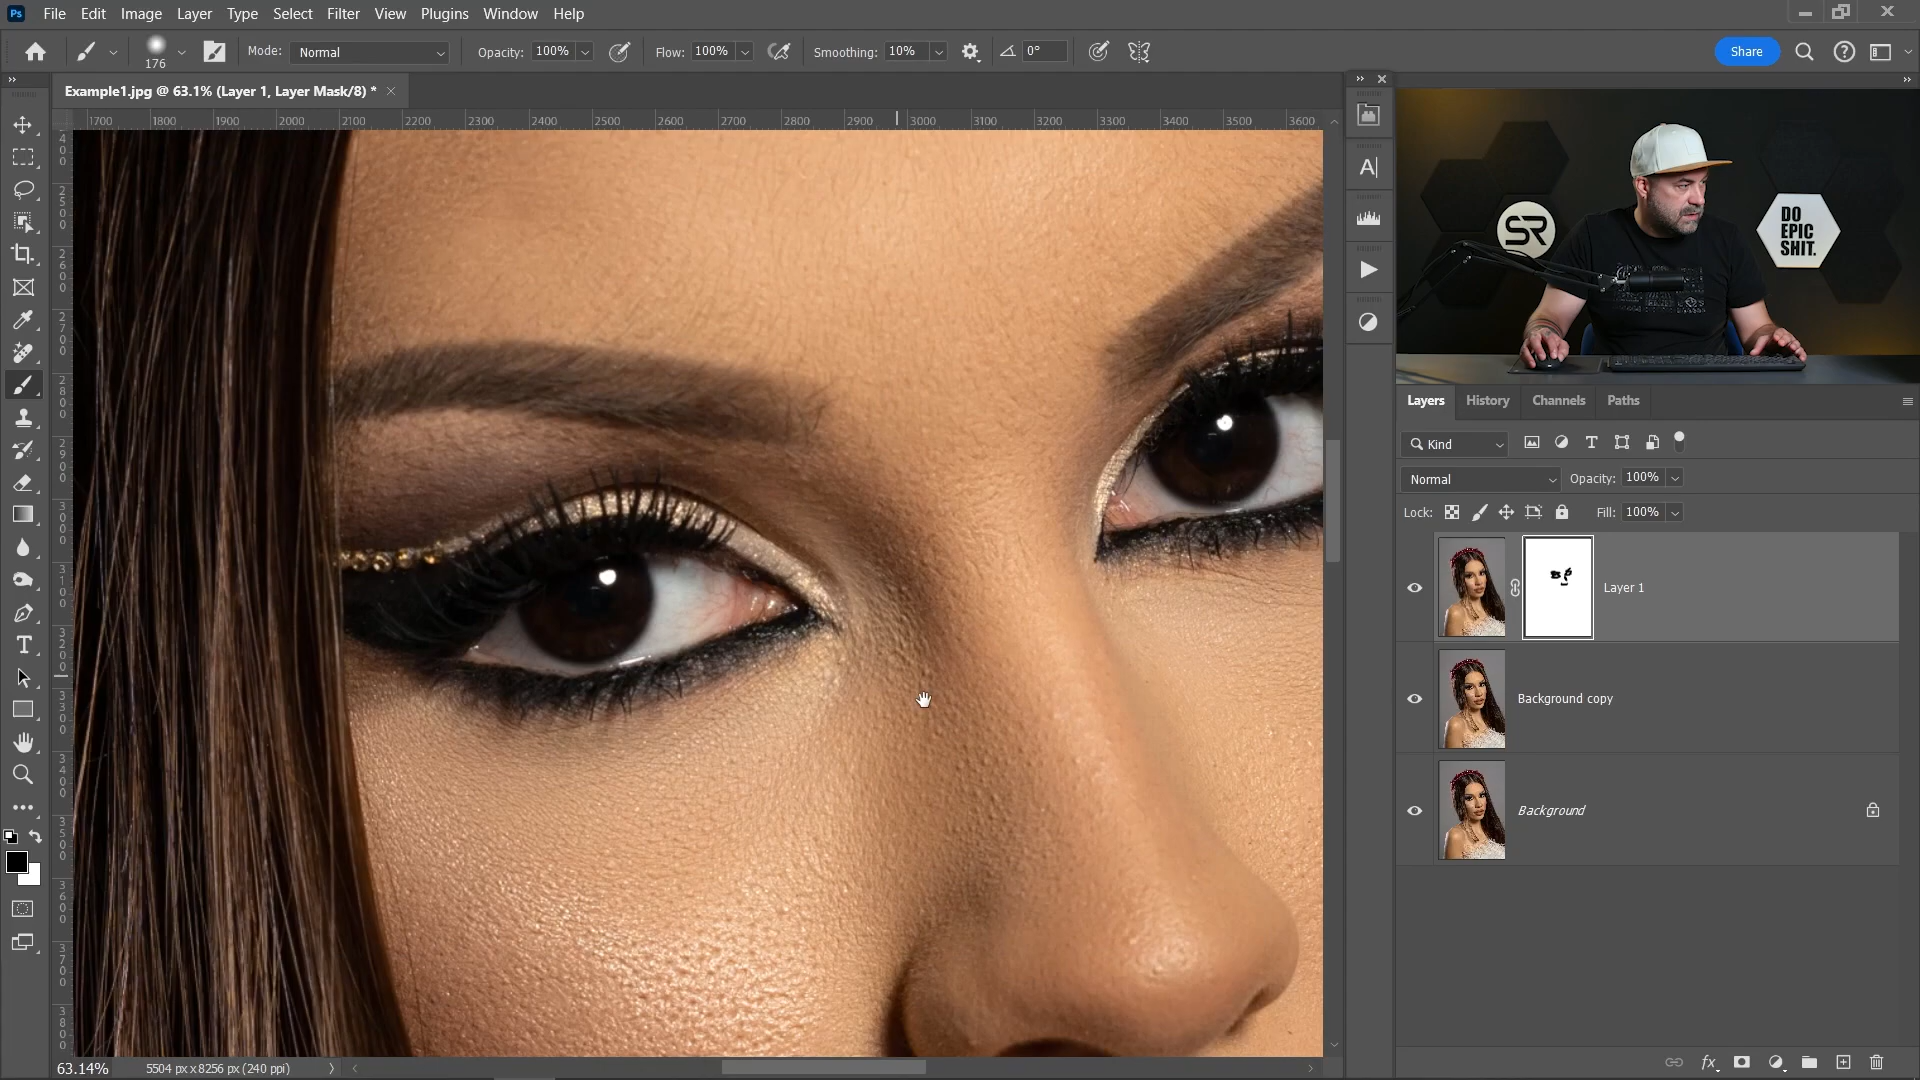 Ps File Edit Image Layer Type Select Filter View Plugins Window Help
176 Mode: Normal Opacity: 100% Flow: 100% Smoothing: 10% 0° Share
Example1.jpg @ 63.1% (Layer 1, Layer Mask/8) *
1700 1800 1900 2000 2100 2200 2300 2400 2500 2600 2700 2800 2900 3000 3100 3200 3300 3400 3500 3600
SR
DO
EPIC
SHIT.
Layers History Channels Paths
Kind
Normal Opacity: 100%
Lock: Fill: 100%
Layer 1
Background copy
Background
63.14% 5504 px x 8256 px (240 ppi)